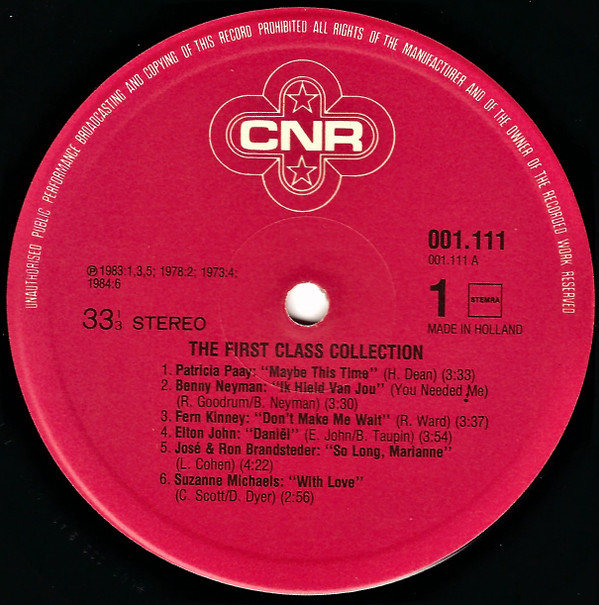 UNAUTHORISED PUBLIC PERFORMANCE BROADCASTING AND COPYING OF THIS RECORD PROHIBITED ALL RIGHTS OF THE MANUFACTURER AND OF THE OWNER OF THE RECORDED WORK RESERVED
CNR
001.111
001.111 A
℗ 1983:1,3,5; 1978:2; 1973:4;
1984:6
1
STEMRA
33 1/3 STEREO
MADE IN HOLLAND
THE FIRST CLASS COLLECTION
1. Patricia Paay: “Maybe This Time” (H. Dean) (3:33)
2. Benny Neyman: “Ik Hield Van Jou” (You Needed Me)
(R. Goodrum/B. Neyman) (3:30)
3. Fern Kinney: “Don't Make Me Wait” (R. Ward) (3:37)
4. Elton John: “Daniël” (E. John/B. Taupin) (3:54)
5. José & Ron Brandsteder: “So Long, Marianne”
(L. Cohen) (4:22)
6. Suzanne Michaels: “With Love”
(C. Scott/D. Dyer) (2:56)